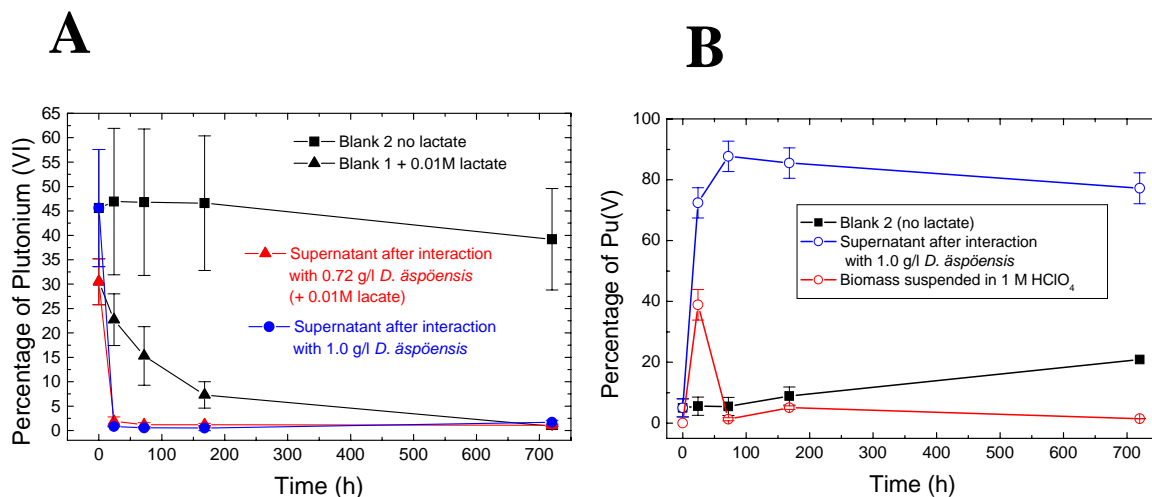 A
B
Percentage of Plutonium (VI)
65
60
55
50
45
40
35
30
25
20
15
10
5
0
Blank 2 no lactate
Blank 1 + 0.01M lactate
Supernatant after interaction
with 0.72 g/l D. äspöensis
(+ 0.01M lacate)
Supernatant after interaction
with 1.0 g/l D. äspöensis
0 100 200 300 400 500 600 700
Time (h)
Percentage of Pu(V)
100
80
60
40
20
0
Blank 2 (no lactate)
Supernatant after interaction
with 1.0 g/l D. äspöensis
Biomass suspended in 1 M HClO4
0 100 200 300 400 500 600 700
Time (h)